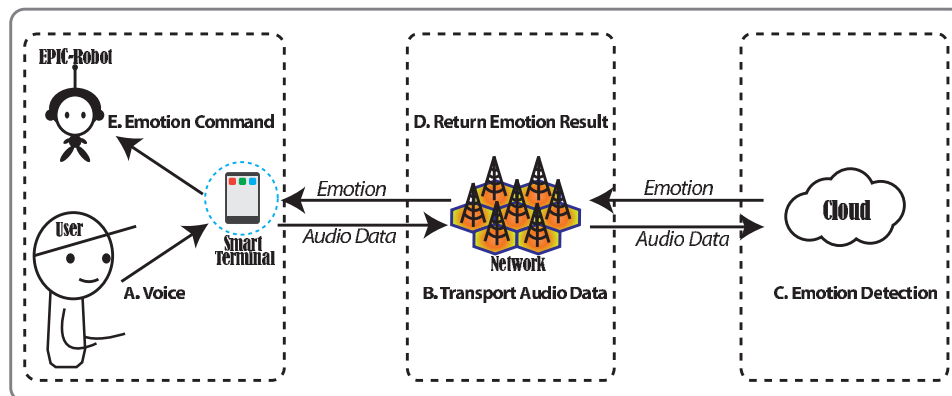 EPIC-Robot
E. Emotion Command
D. Return Emotion Result
Emotion
Emotion
User
Cloud
Smart
Terminal
Audio Data
Audio Data
Network
A. Voice
B. Transport Audio Data
C. Emotion Detection